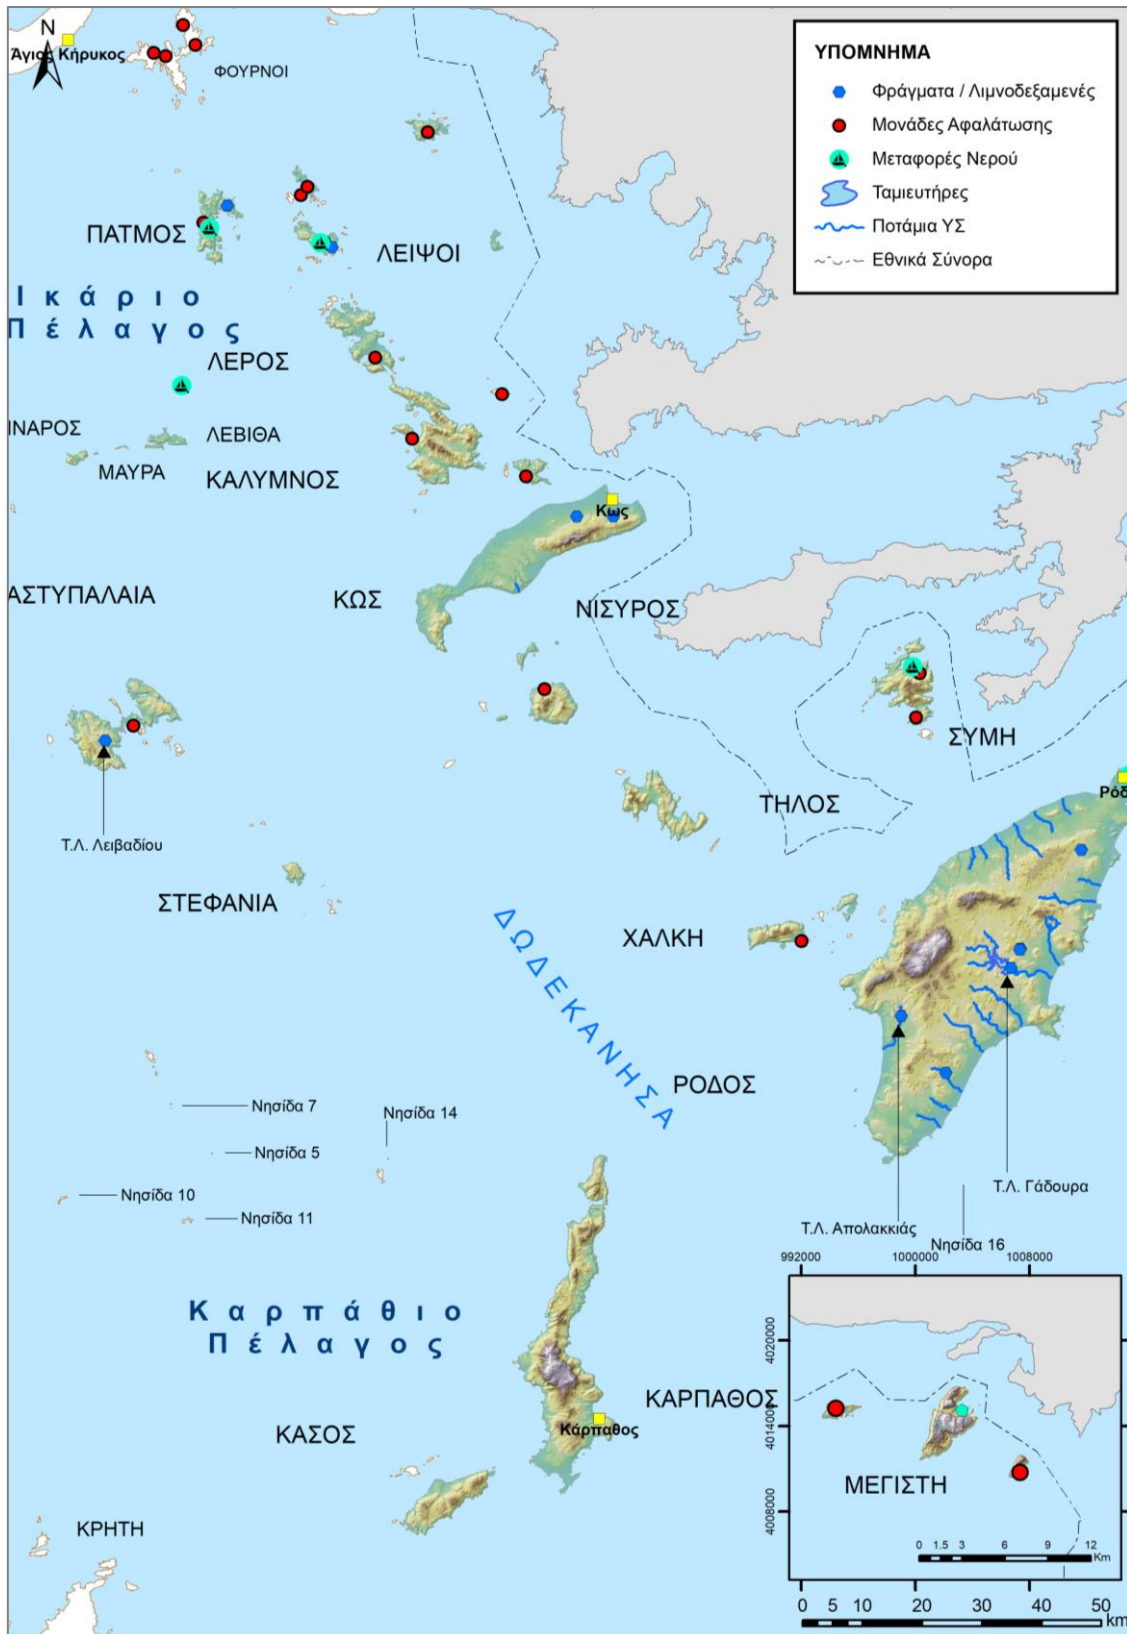 N
Άγιος Κήρυκος
ΦΟΥΡΝΟΙ
ΥΠΟΜΝΗΜΑ
Φράγματα / Λιμνοδεξαμενές
Μονάδες Αφαλάτωσης
Μεταφορές Νερού
Ταμιευτήρες
Ποτάμια ΥΣ
Εθνικά Σύνορα
ΠΑΤΜΟΣ
ΛΕΙΨΟΙ
Ικάριο
Πέλαγος
ΛΕΡΟΣ
ΙΝΑΡΟΣ
ΛΕΒΙΘΑ
ΜΑΥΡΑ
ΚΑΛΥΜΝΟΣ
Κως
ΑΣΤΥΠΑΛΑΙΑ
ΚΩΣ
ΝΙΣΥΡΟΣ
ΣΥΜΗ
ΤΗΛΟΣ
Ρόδ
Τ.Λ. Λειβαδίου
ΣΤΕΦΑΝΙΑ
ΧΑΛΚΗ
ΔΩΔΕΚΑΝΗΣΑ
ΡΟΔΟΣ
Νησίδα 7
Νησίδα 14
Νησίδα 5
Νησίδα 10
Νησίδα 11
Τ.Λ. Γάδουρα
Τ.Λ. Απολακκιάς
Νησίδα 16
992000 1000000 1008000
4020000
4014000
4008000
Καρπάθιο
Πέλαγος
ΚΑΡΠΑΘΟΣ
Κάρπαθος
ΚΑΣΟΣ
ΜΕΓΙΣΤΗ
ΚΡΗΤΗ
0 1.5 3 6 9 12
Km
0 5 10 20 30 40 50
km